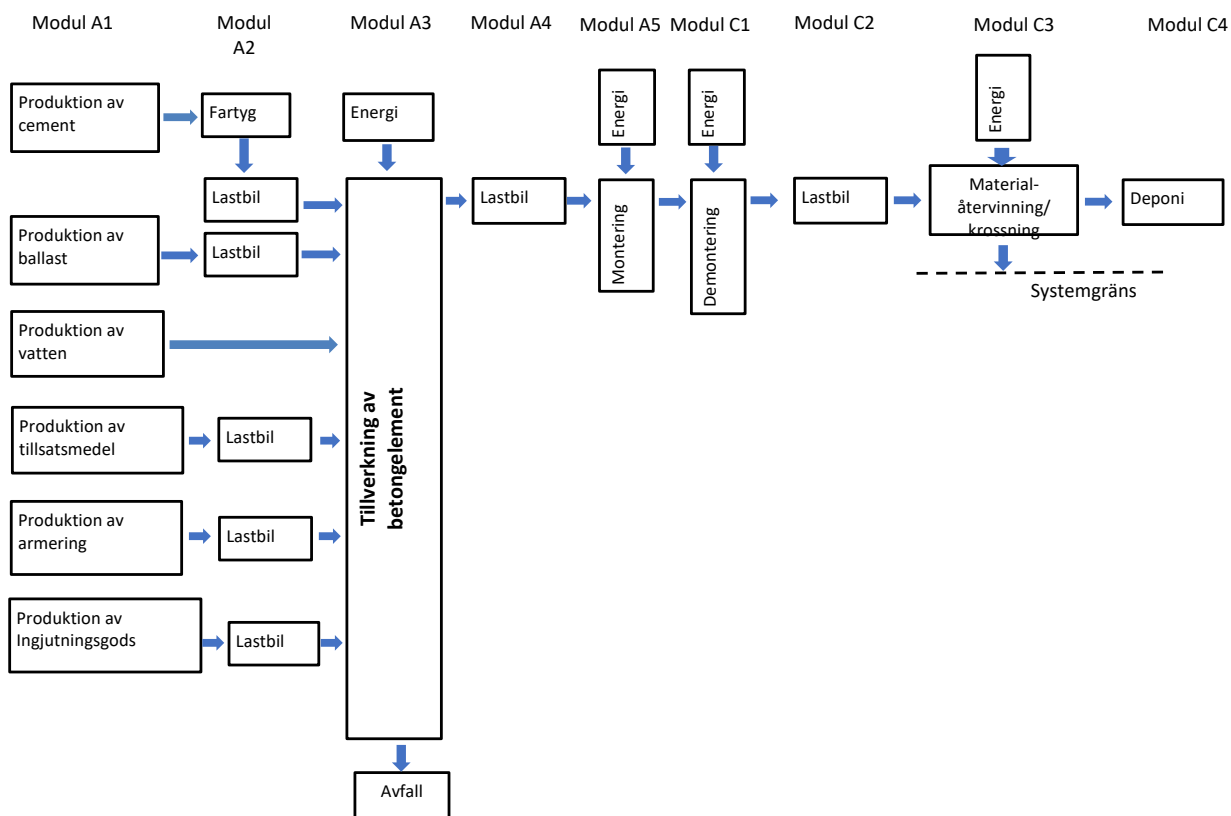 Modul A1
Modul
A2
Modul A3
Modul A4
Modul A5
Modul C1
Modul C2
Modul C3
Modul C4
Produktion av
cement
Fartyg
Energi
Energi
Energi
Energi
Lastbil
Lastbil
Montering
Demontering
Lastbil
Material-
återvinning/
krossning
Deponi
Systemgräns
Produktion av
ballast
Lastbil
Produktion av
vatten
Tillverkning av
betongelement
Produktion av
tillsatsmedel
Lastbil
Produktion av
armering
Lastbil
Produktion av
Ingjutningsgods
Lastbil
Avfall